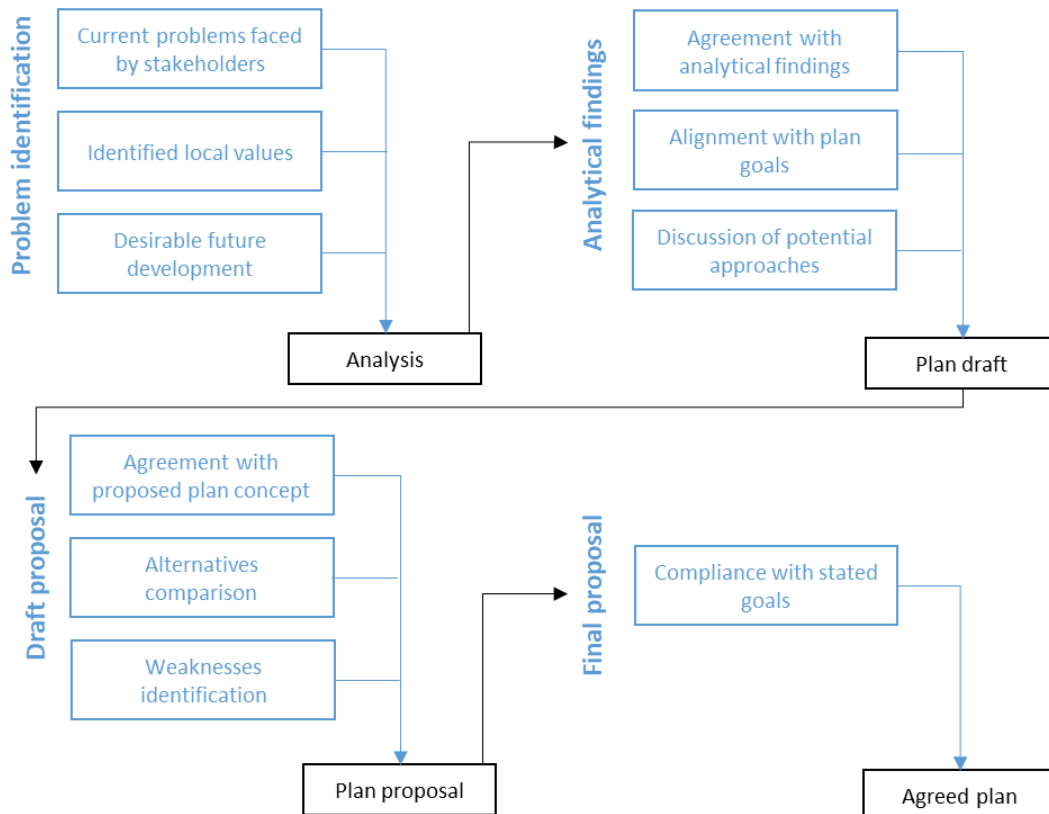 Problem identification
Current problems faced
by stakeholders
Identified local values
Desirable future
development
Analysis
Analytical findings
Agreement with
analytical findings
Alignment with plan
goals
Discussion of potential
approaches
Plan draft
Draft proposal
Agreement with
proposed plan concept
Alternatives
comparison
Weaknesses
identification
Plan proposal
Final proposal
Compliance with stated
goals
Agreed plan